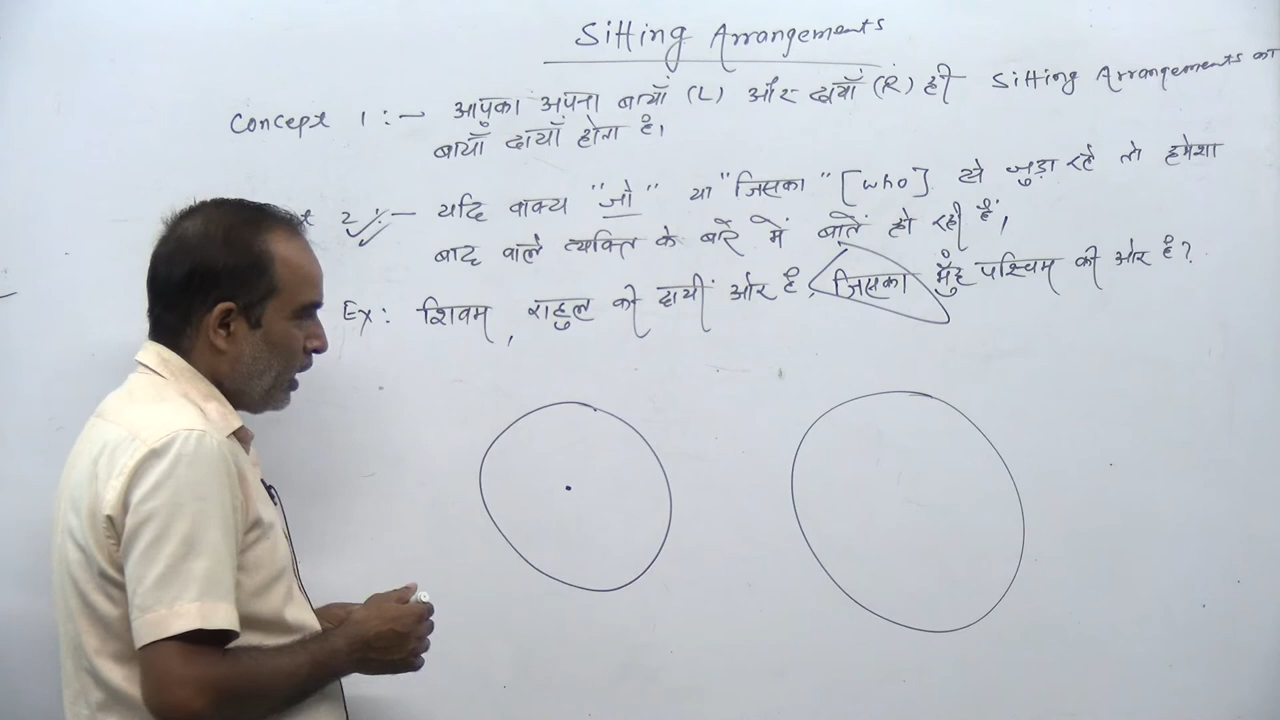 Sitting Arrangements
Concept 1 :- आपका अपना बायाँ (L) और दायाँ (R) ही Sitting Arrangements का
बायाँ दायाँ होता है।
2 :- यदि वाक्य "जो" या "जिसका" [who] से जुड़ा रहे तो हमेशा
बाद वाले व्यक्ति के बारे में बातें हो रही हैं,
Ex: शिवम, राहुल की दायीं ओर है, जिसका मुँह पश्चिम की ओर है?